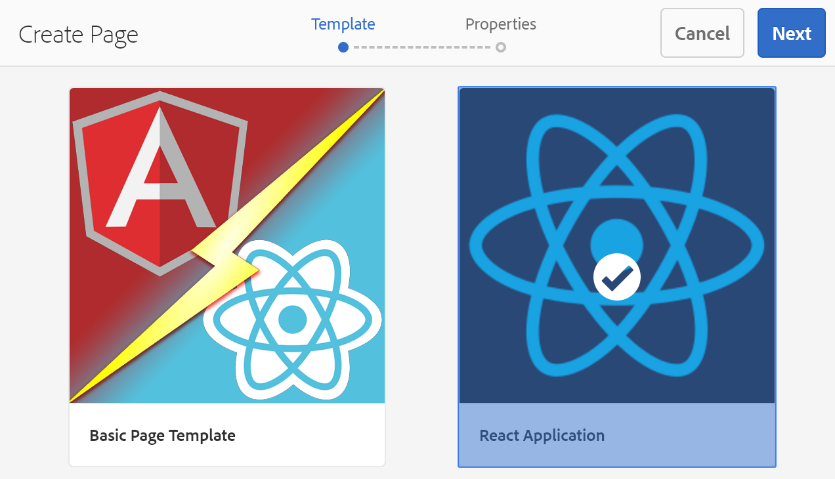 Create Page
Template
Properties
Cancel
Next
A
Basic Page Template
React Application